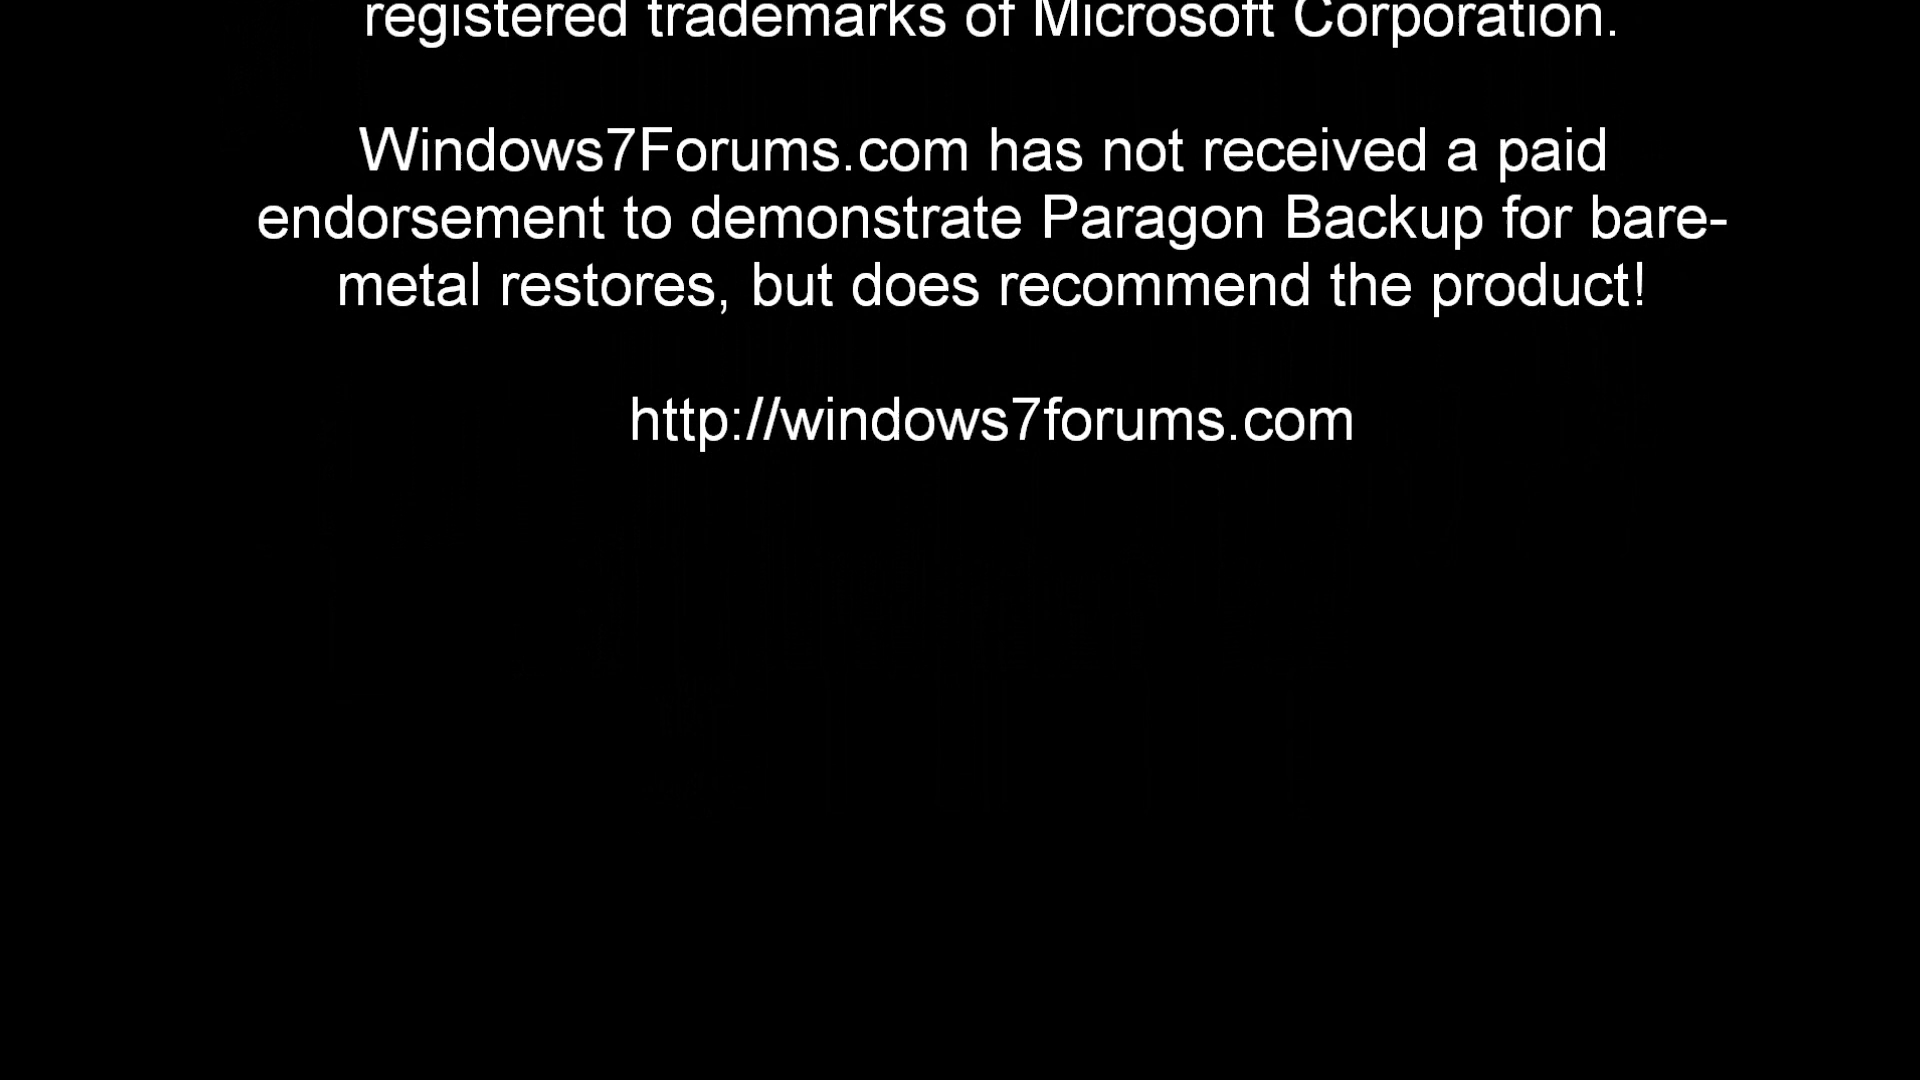 registered trademarks of Microsoft Corporation.
Windows7Forums.com has not received a paid
endorsement to demonstrate Paragon Backup for bare-
metal restores, but does recommend the product!
http://windows7forums.com